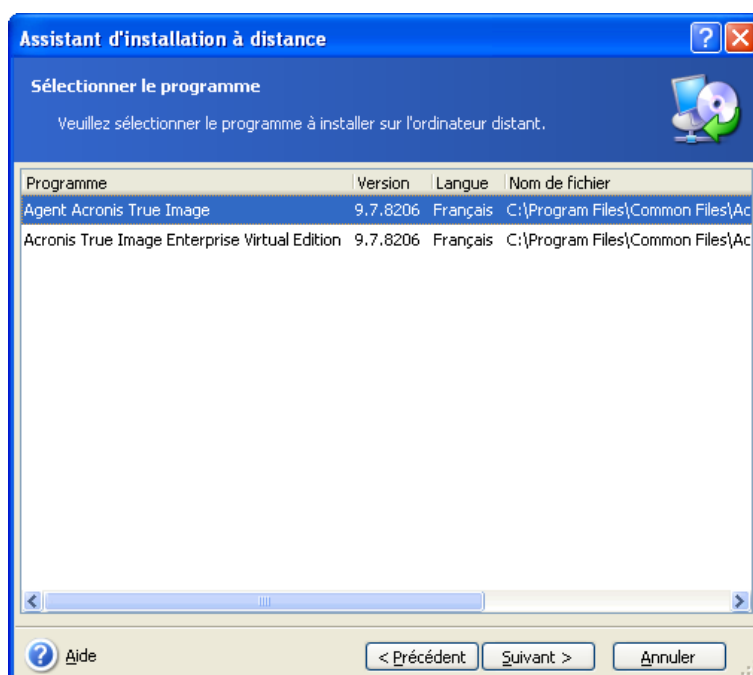 Assistant d'installation à distance
Sélectionner le programme
Veuillez sélectionner le programme à installer sur l'ordinateur distant.
Programme Version Langue Nom de fichier
Agent Acronis True Image 9.7.8206 Français C:\Program Files\Common Files\Ac
Acronis True Image Enterprise Virtual Edition 9.7.8206 Français C:\Program Files\Common Files\Ac
Aide < Précédent Suivant > Annuler